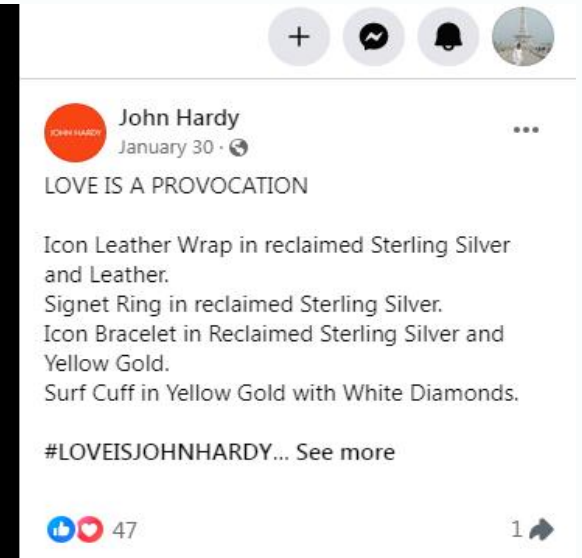 JOHN HARDY
John Hardy
January 30 ·
LOVE IS A PROVOCATION
Icon Leather Wrap in reclaimed Sterling Silver
and Leather.
Signet Ring in reclaimed Sterling Silver.
Icon Bracelet in Reclaimed Sterling Silver and
Yellow Gold.
Surf Cuff in Yellow Gold with White Diamonds.
#LOVEISJOHNHARDY... See more
47
1